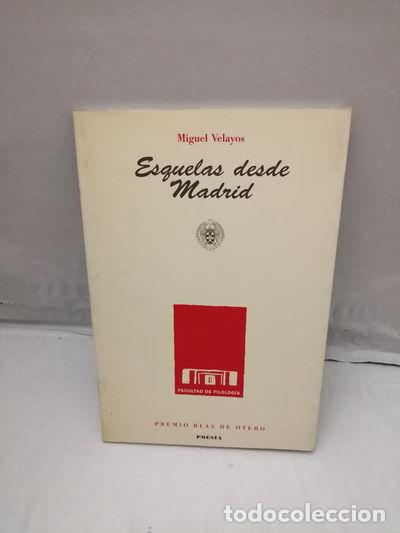 Miguel Velayos
Esquelas desde
Madrid
FACULTAD DE FILOLOGÍA
PREMIO BLAS DE OTERO
POESÍA
todocoleccion